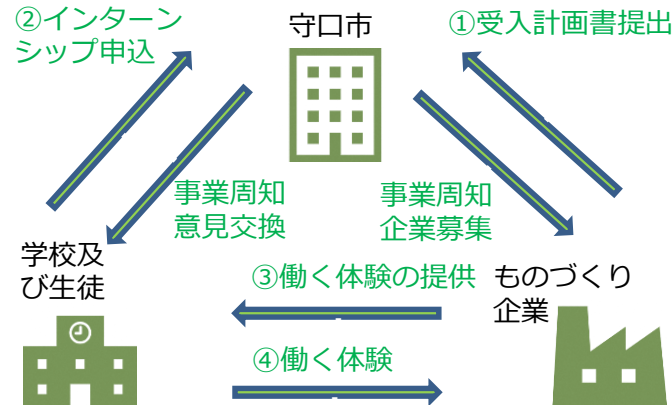 ②インターン
シップ申込
守口市
①受入計画書提出
事業周知
意見交換
事業周知
企業募集
学校及
び生徒
③働く体験の提供
ものづくり
企業
④働く体験